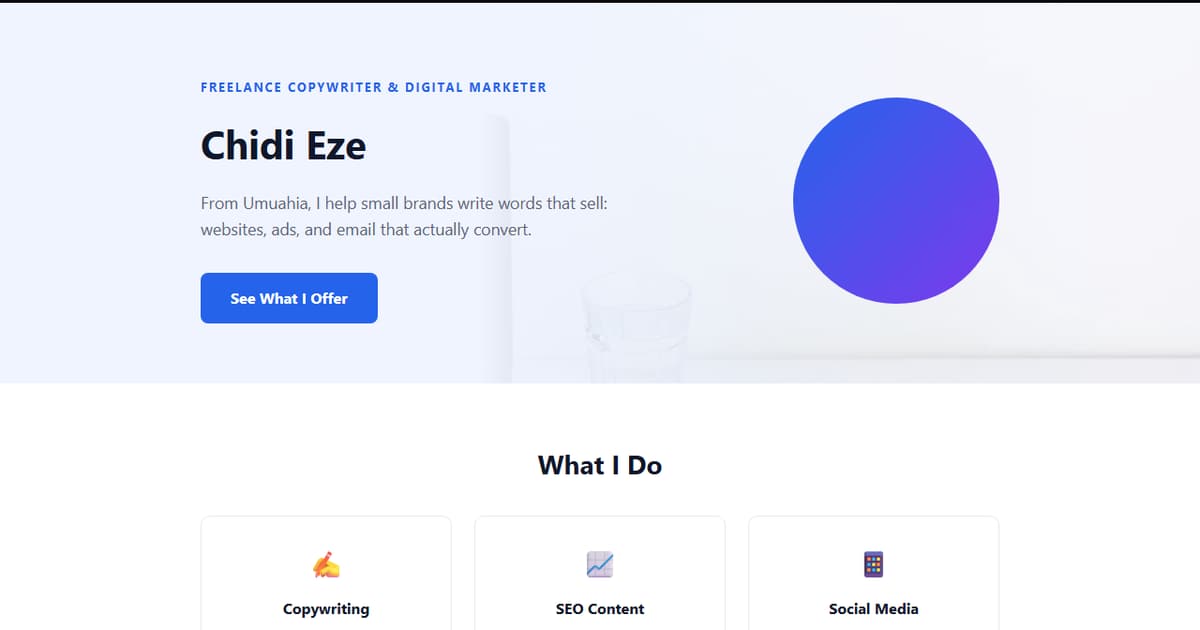 FREELANCE COPYWRITER & DIGITAL MARKETER
Chidi Eze
From Umuahia, I help small brands write words that sell:
websites, ads, and email that actually convert.
See What I Offer
What I Do
Copywriting
SEO Content
Social Media